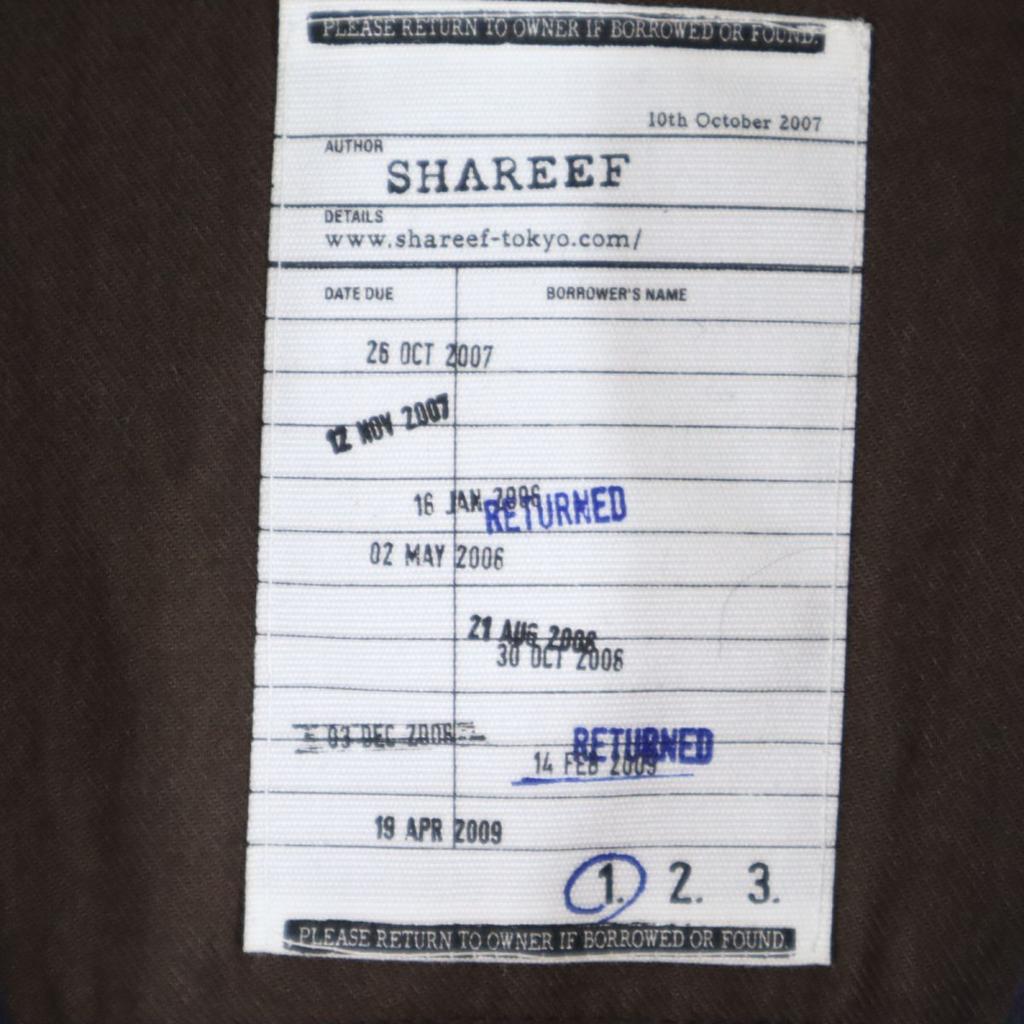 PLEASE RETURN TO OWNER IF BORROWED OR FOUND.
10th October 2007
AUTHOR
SHAREEF
DETAILS
www.shareef-tokyo.com/
DATE DUE BORROWER'S NAME
26 OCT 2007
12 NOV 2007
16 JAN 2006 RETURNED
02 MAY 2006
21 AUG 2008
30 OCT 2006
03 DEC 2008
RETURNED
14 FEB 2009
19 APR 2009
1. 2. 3.
PLEASE RETURN TO OWNER IF BORROWED OR FOUND.